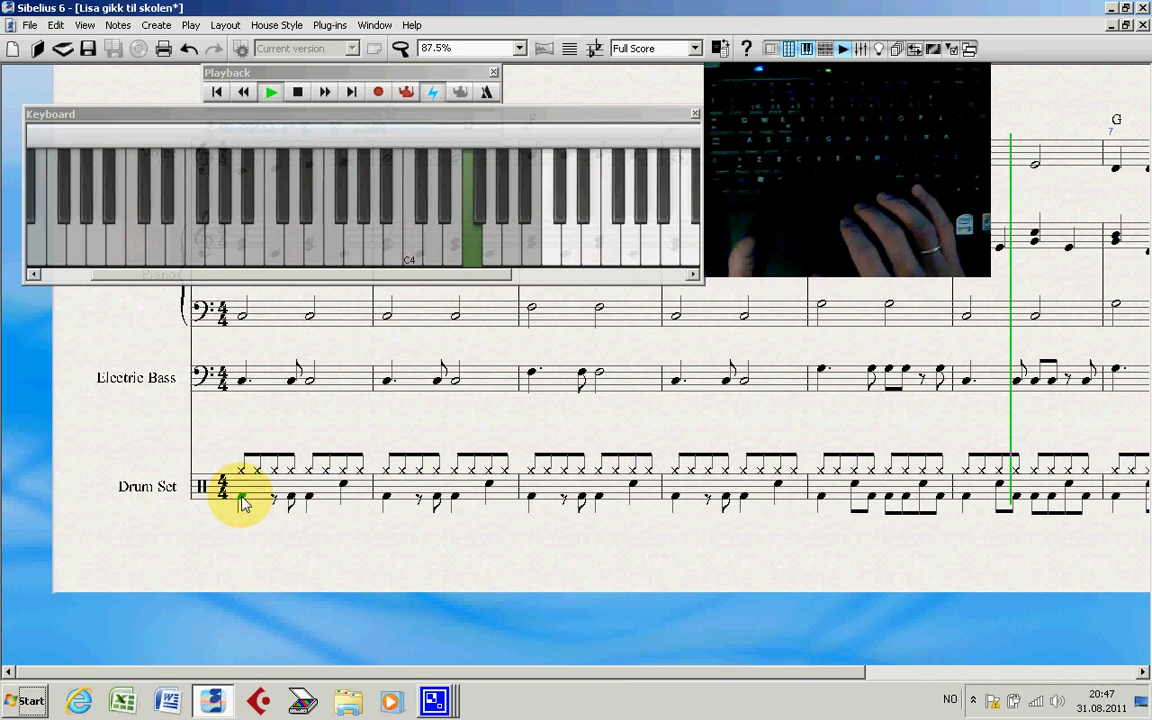 Sibelius 6 - [Lisa gikk til skolen*]
File Edit View Notes Create Play Layout House Style Plug-ins Window Help
Current version 87.5% Full Score
Playback
Keyboard
G
7
C4
Electric Bass
Drum Set
Start NO 20:47
31.08.2011